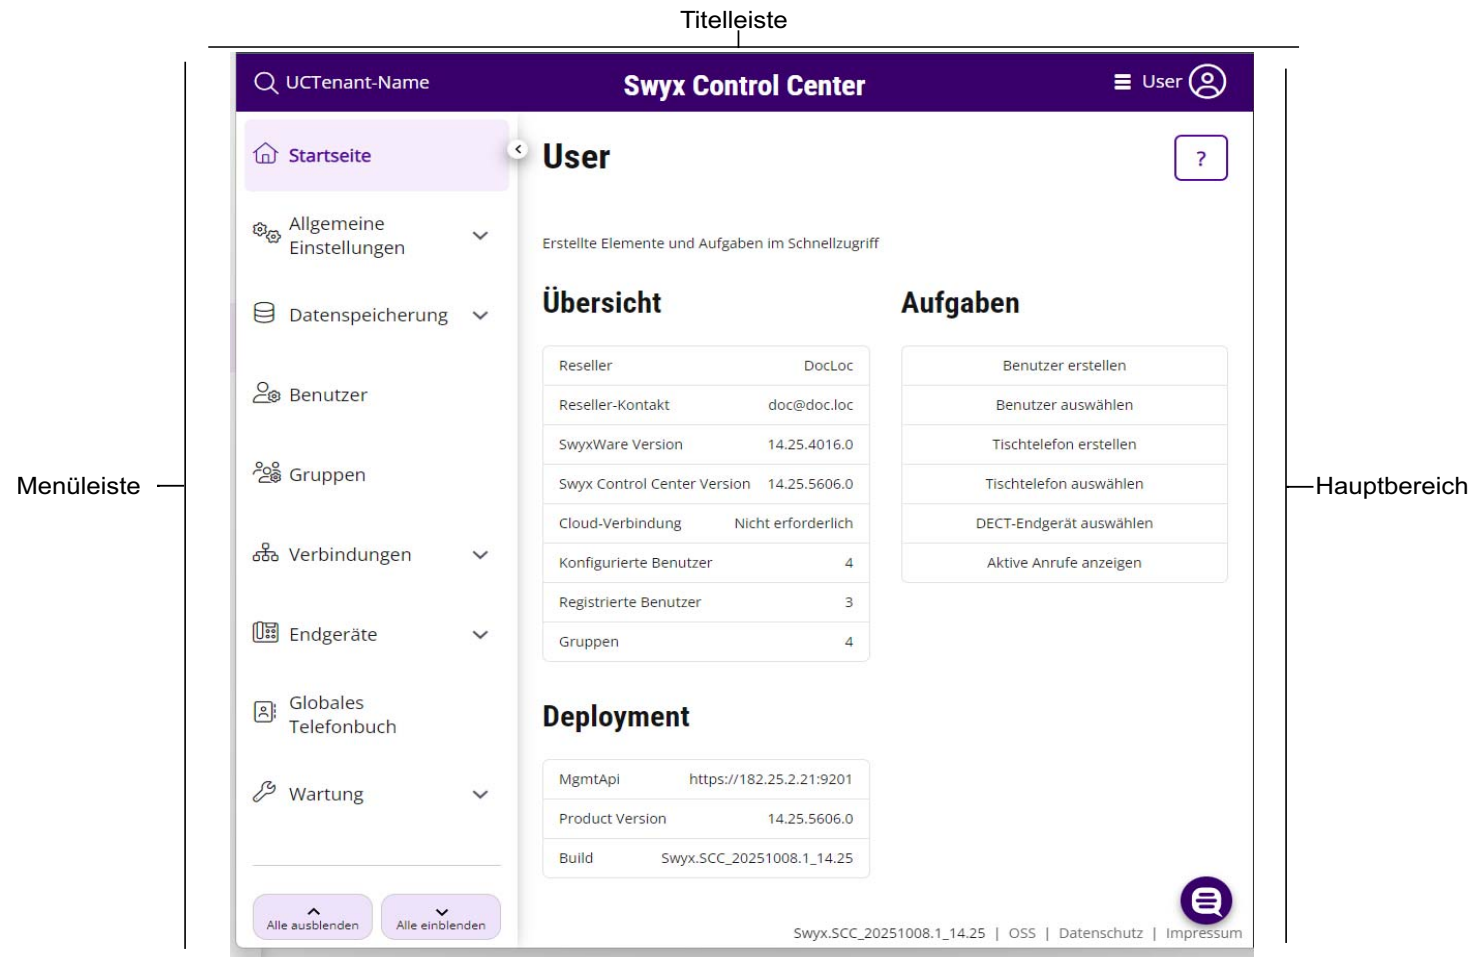 Titelleiste
UCTenant-Name
Swyx Control Center
User
Menüleiste
Hauptbereich
Startseite
Allgemeine
Einstellungen
Datenspeicherung
Benutzer
Gruppen
Verbindungen
Endgeräte
Globales
Telefonbuch
Wartung
Alle ausblenden
Alle einblenden
User
?
Erstellte Elemente und Aufgaben im Schnellzugriff
Übersicht
Reseller DocLoc
Reseller-Kontakt doc@doc.loc
SwyxWare Version 14.25.4016.0
Swyx Control Center Version 14.25.5606.0
Cloud-Verbindung Nicht erforderlich
Konfigurierte Benutzer 4
Registrierte Benutzer 3
Gruppen 4
Aufgaben
Benutzer erstellen
Benutzer auswählen
Tischtelefon erstellen
Tischtelefon auswählen
DECT-Endgerät auswählen
Aktive Anrufe anzeigen
Deployment
MgmtApi https://182.25.2.21:9201
Product Version 14.25.5606.0
Build Swyx.SCC_20251008.1_14.25
Swyx.SCC_20251008.1_14.25 | OSS | Datenschutz | Impressum